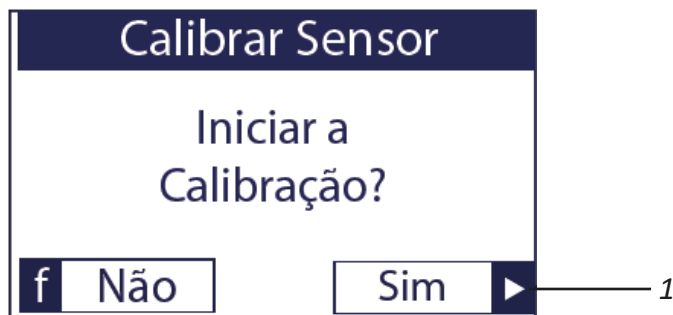 Calibrar Sensor
Iniciar a
Calibração?
f Não Sim ▶ 1